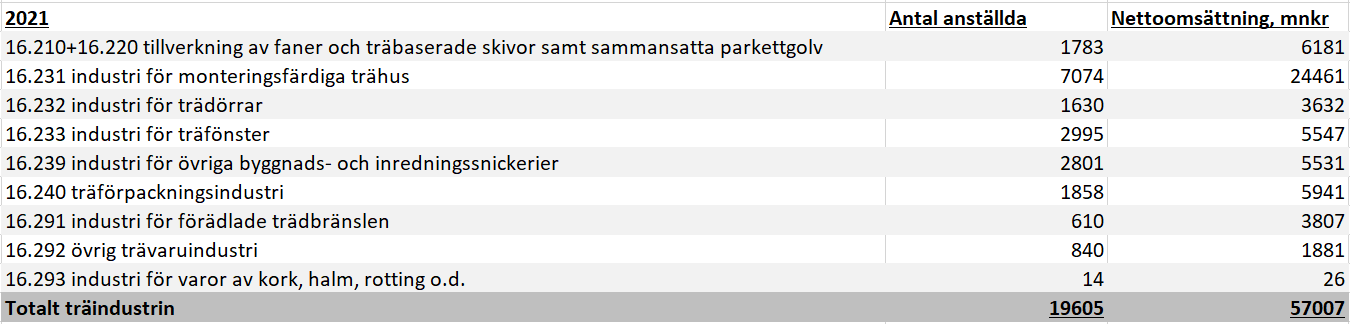 2021 Antal anställda Nettoomsättning, mnkr
16.210+16.220 tillverkning av faner och träbaserade skivor samt sammansatta parkettgolv 1783 6181
16.231 industri för monteringsfärdiga trähus 7074 24461
16.232 industri för trädörrar 1630 3632
16.233 industri för träfönster 2995 5547
16.239 industri för övriga byggnads- och inredningssnickerier 2801 5531
16.240 träförpackningsindustri 1858 5941
16.291 industri för förädlade trädbränslen 610 3807
16.292 övrig trävaruindustri 840 1881
16.293 industri för varor av kork, halm, rotting o.d. 14 26
Totalt träindustrin 19605 57007